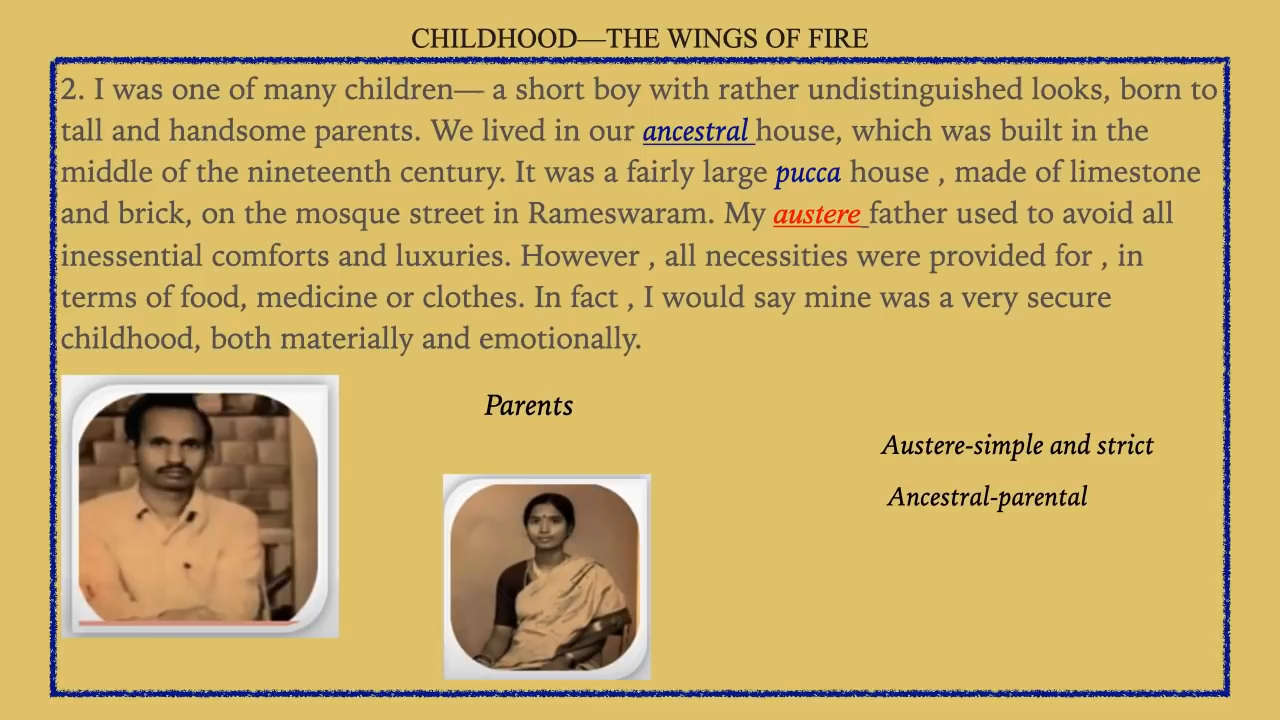 CHILDHOOD—THE WINGS OF FIRE
2. I was one of many children— a short boy with rather undistinguished looks, born to
tall and handsome parents. We lived in our ancestral house, which was built in the
middle of the nineteenth century. It was a fairly large pucca house , made of limestone
and brick, on the mosque street in Rameswaram. My austere father used to avoid all
inessential comforts and luxuries. However , all necessities were provided for , in
terms of food, medicine or clothes. In fact , I would say mine was a very secure
childhood, both materially and emotionally.
Parents
Austere-simple and strict
Ancestral-parental